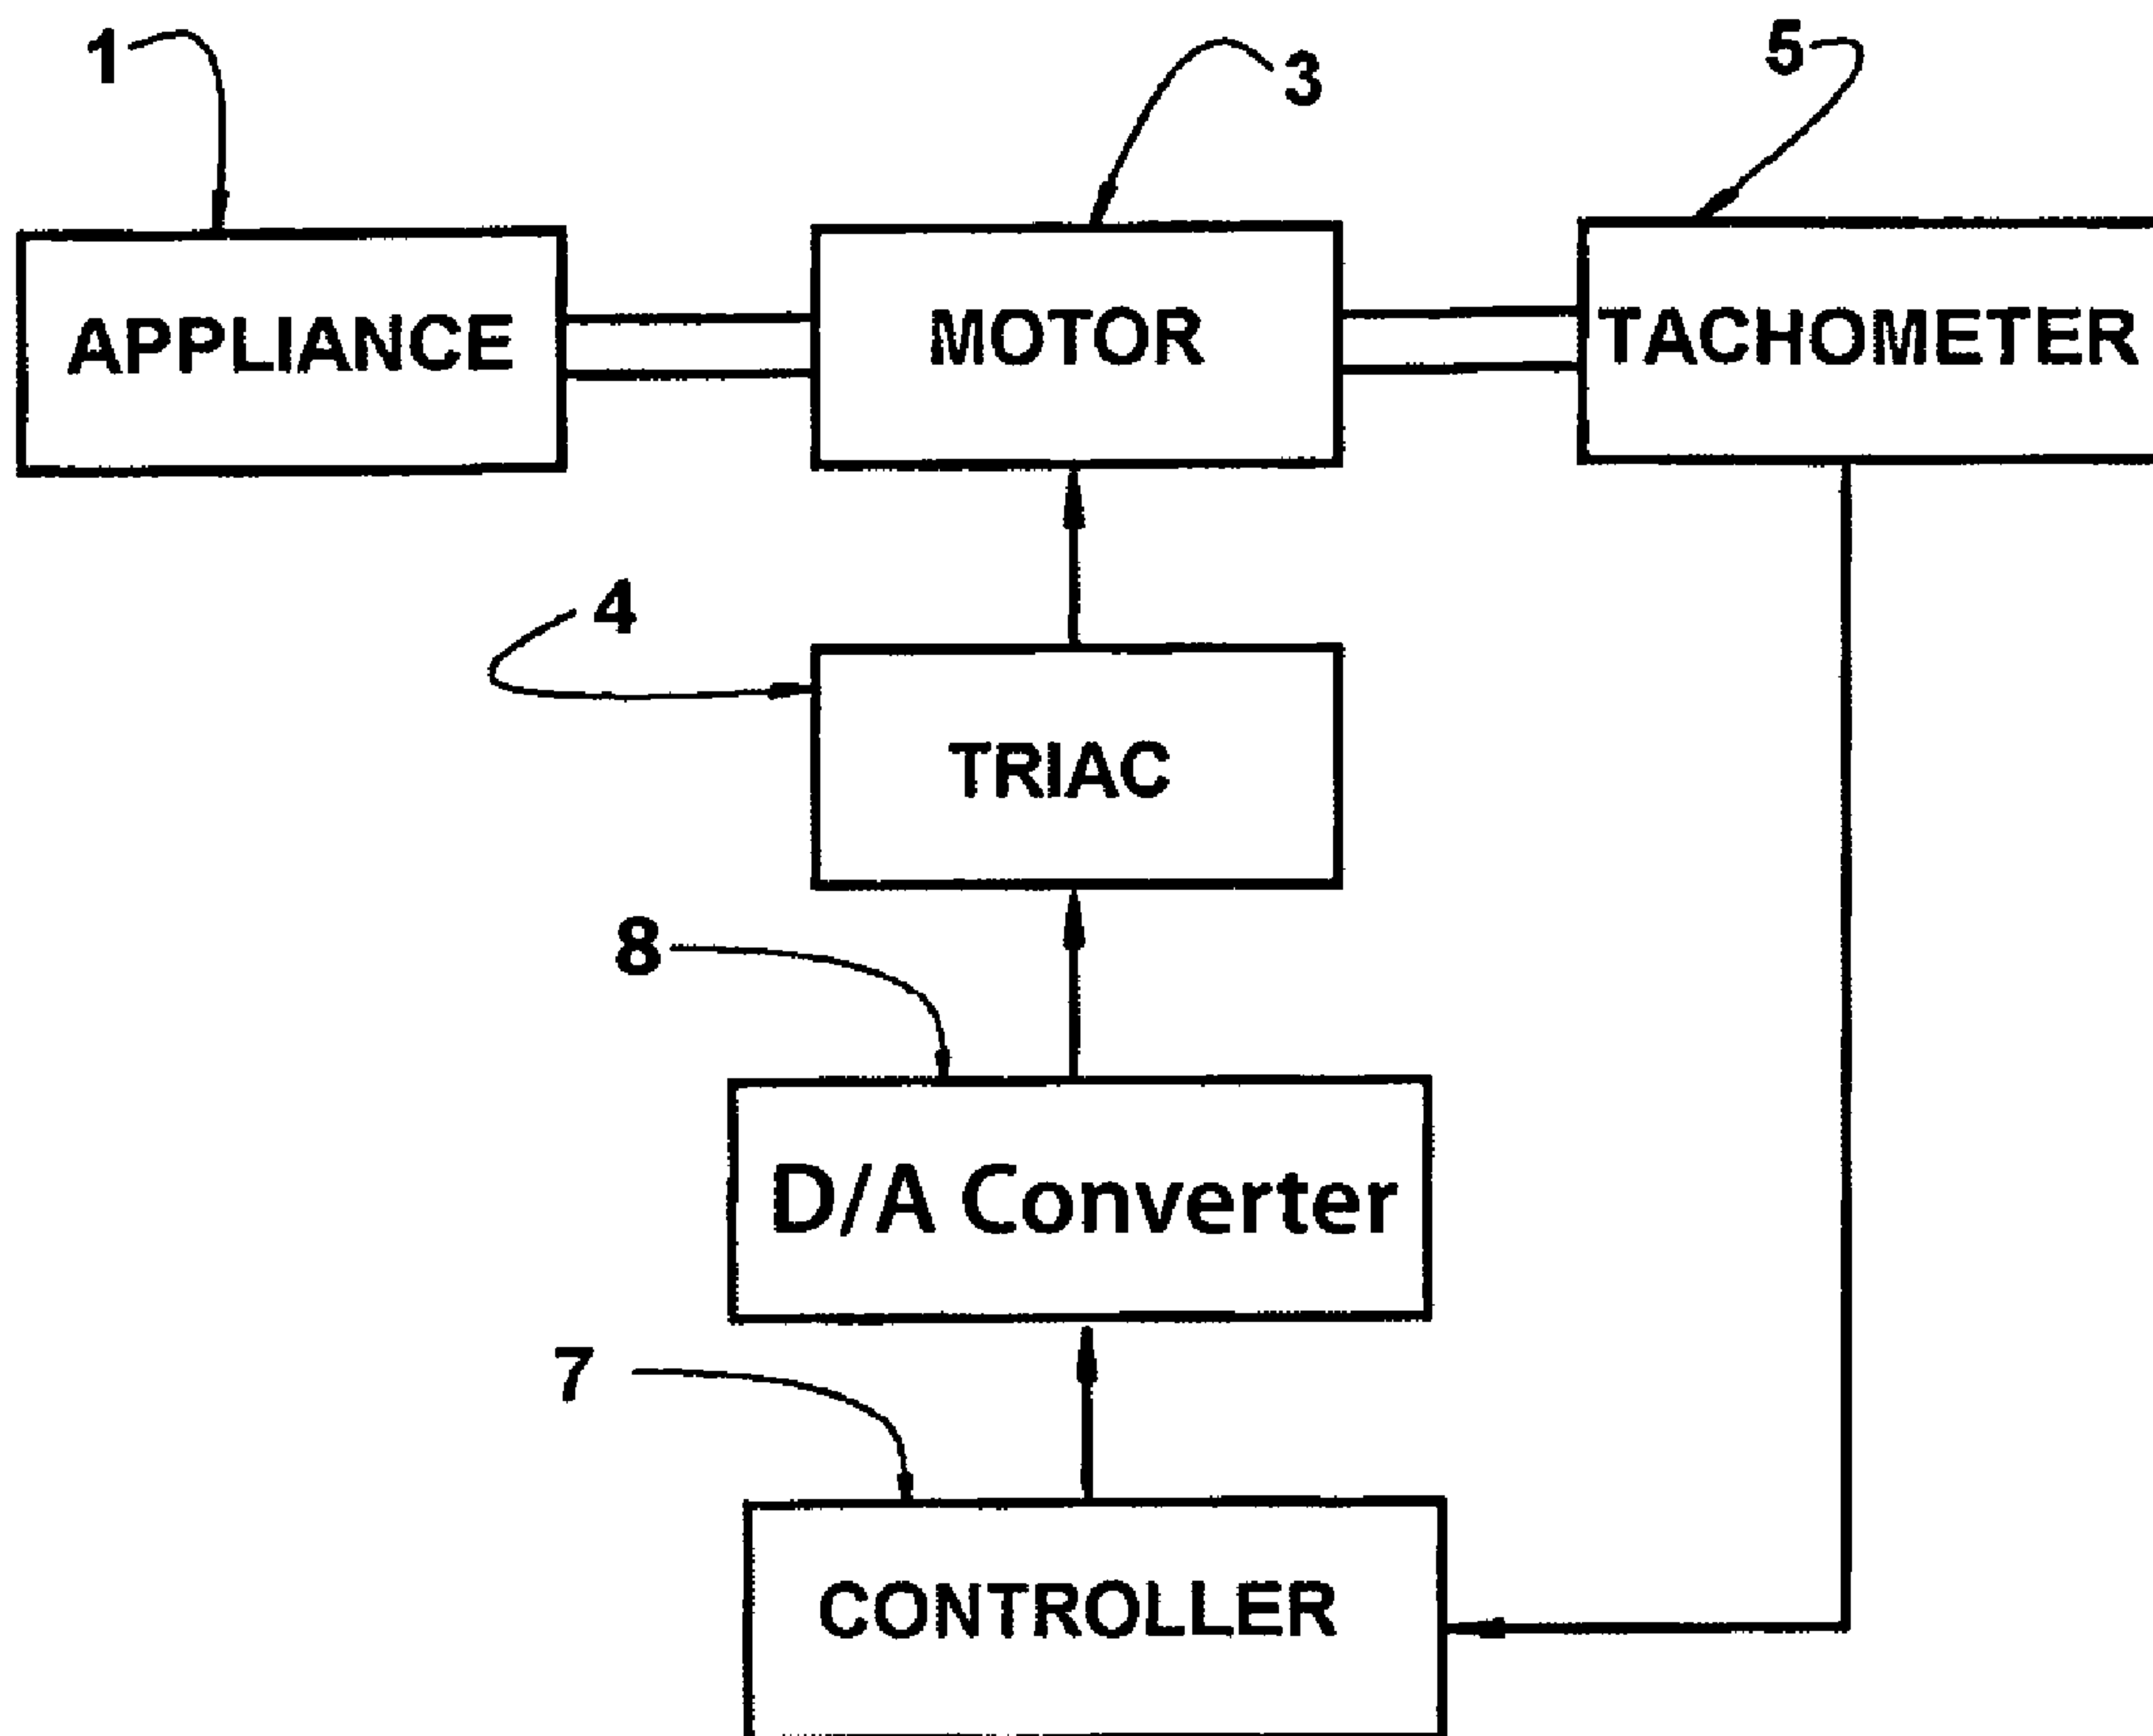 1
3
5
APPLIANCE
MOTOR
TACHOMETER
4
TRIAC
8
D/A Converter
7
CONTROLLER